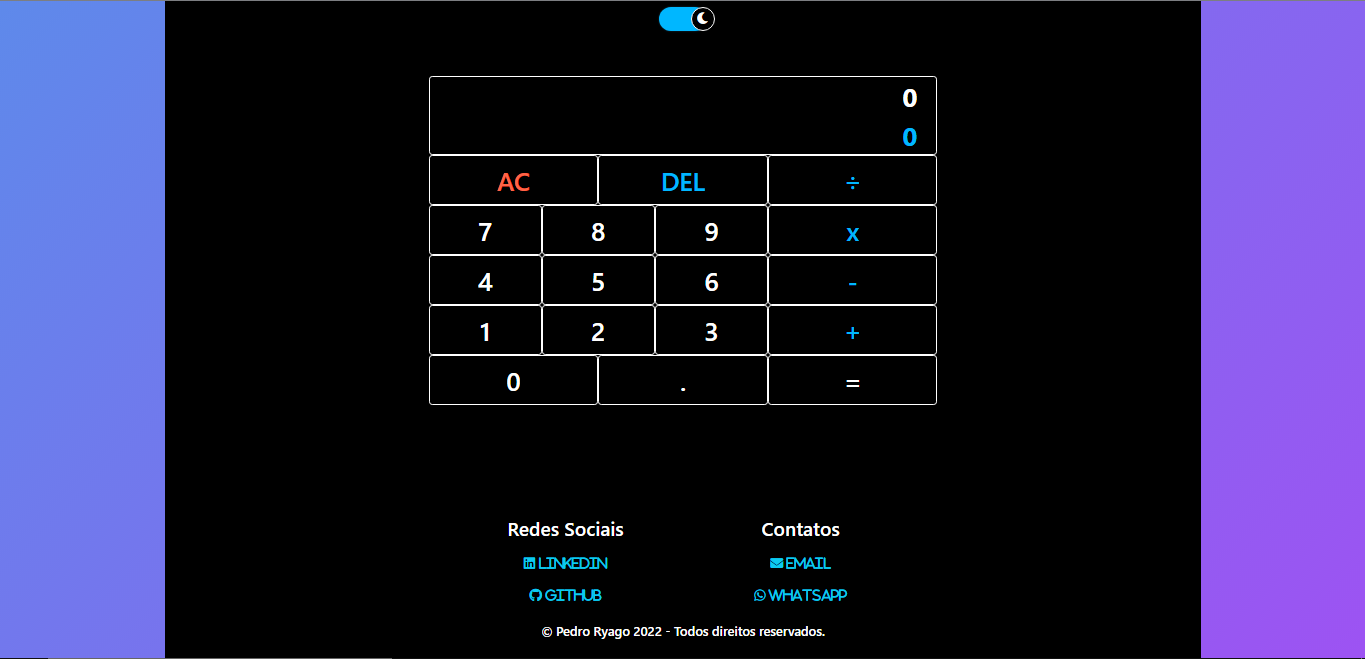 0
0
AC DEL ÷
7 8 9 x
4 5 6 -
1 2 3 +
0 . =
Redes Sociais Contatos
LINKEDIN EMAIL
GITHUB WHATSAPP
© Pedro Ryago 2022 - Todos direitos reservados.